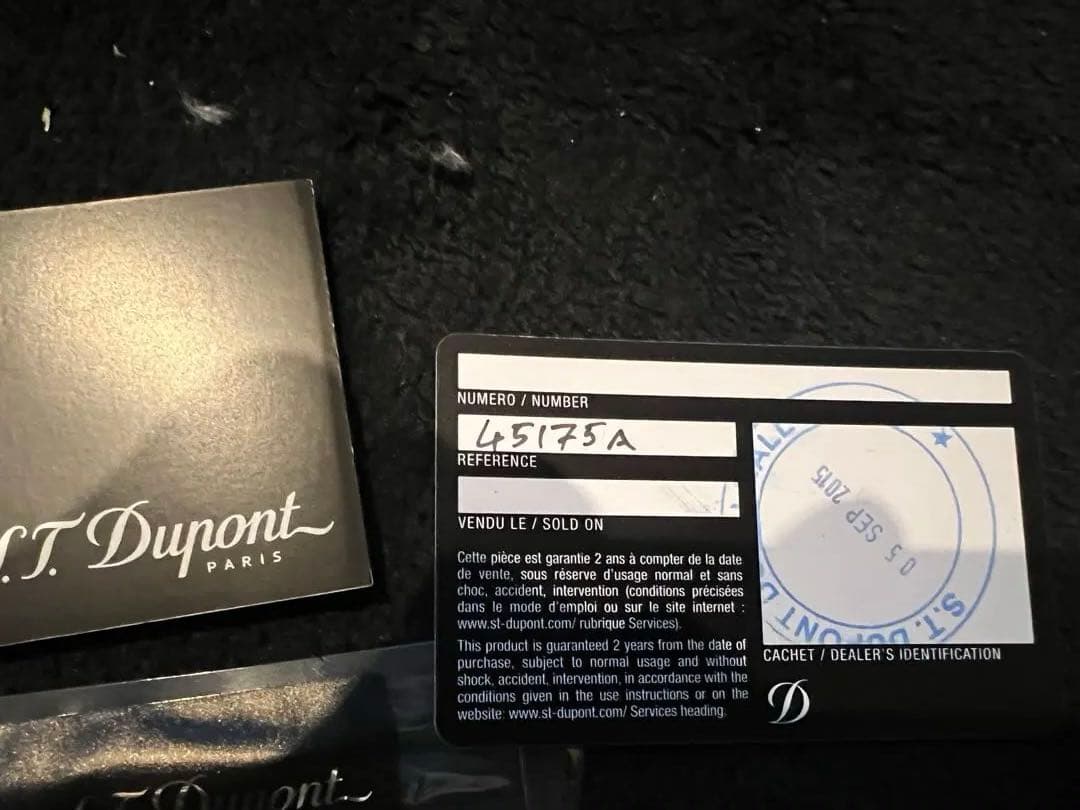 S.T. Dupont
PARIS
S.T. Dupont
NUMERO / NUMBER
45175A
REFERENCE
VENDU LE / SOLD ON
Cette pièce est garantie 2 ans à compter de la date
de vente, sous réserve d'usage normal et sans
choc, accident, intervention (conditions précisées
dans le mode d'emploi ou sur le site internet :
www.st-dupont.com/ rubrique Services).
This product is guaranteed 2 years from the date of
purchase, subject to normal usage and without
shock, accident, intervention, in accordance with the
conditions given in the use instructions or on the
website: www.st-dupont.com/ Services heading.
05 SEP 2015
S.T. DUPONT
CACHET / DEALER'S IDENTIFICATION
D